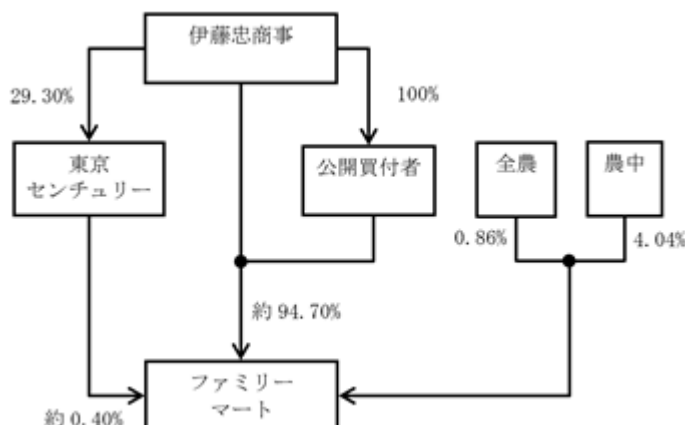 伊藤忠商事
29.30%
100%
東京
センチュリー
公開買付者
全農
農中
0.86%
4.04%
約 94.70%
ファミリー
マート
約 0.40%